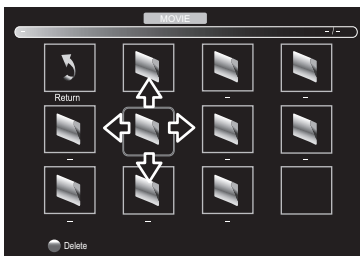 MOVIE
- -/-
Return - - -
- - - -
- - -
Delete